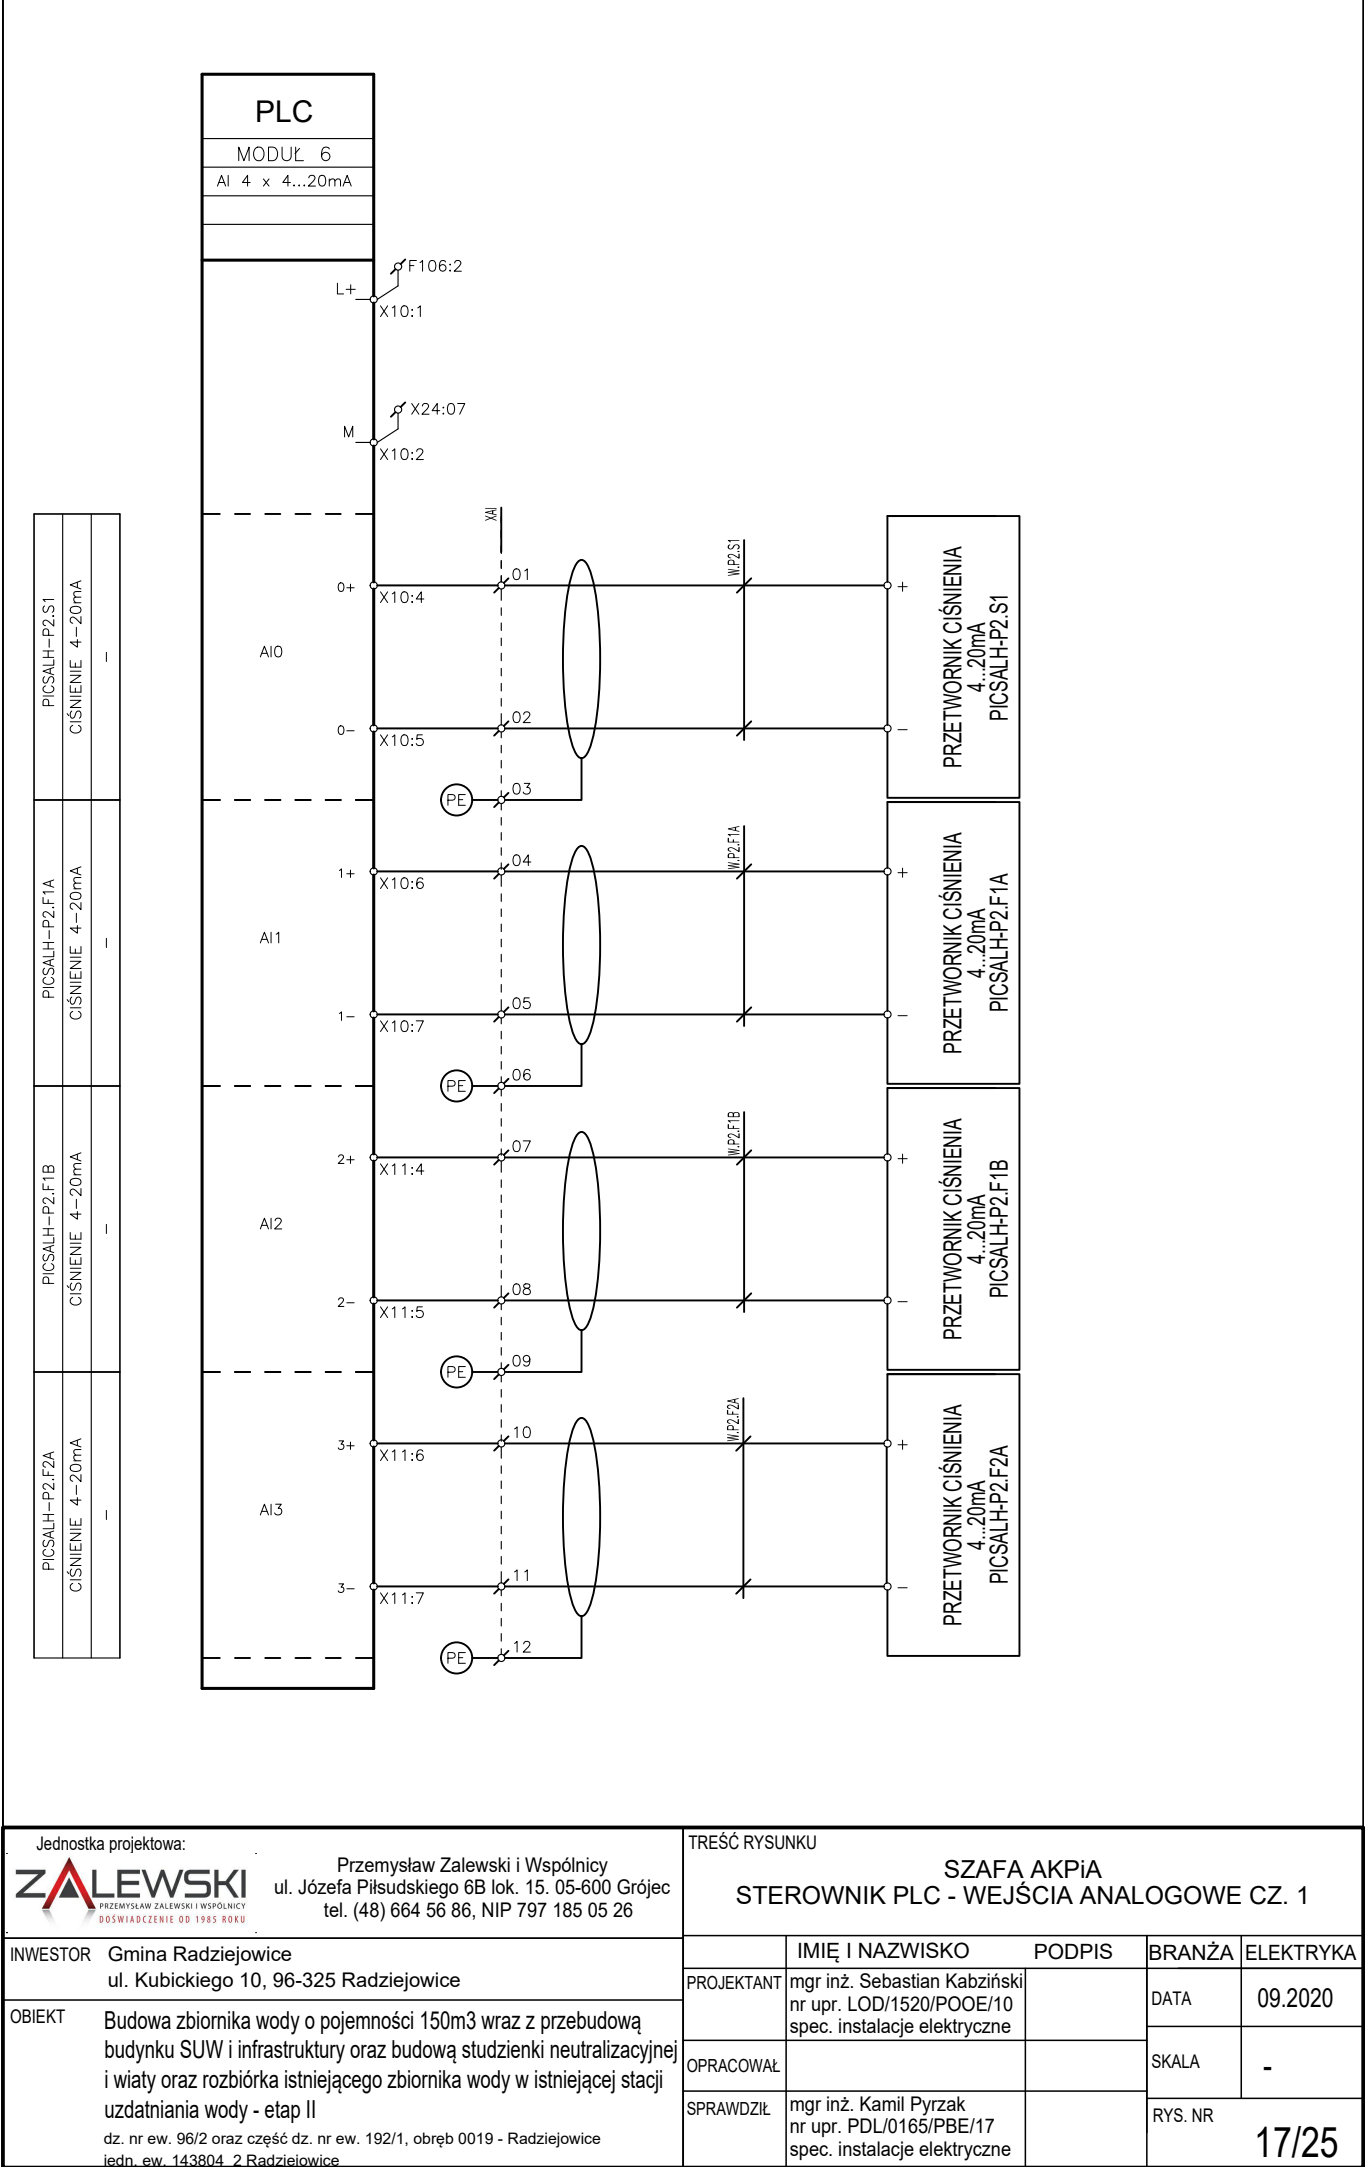 PLC
MODUŁ 6
AI 4 x 4...20mA
L+
F106:2
X10:1
M
X24:07
X10:2
XAI
PICSALH-P2.S1
CIŚNIENIE 4-20mA
-
AI0
0+
X10:4
01
W.P2.S1
+
0-
X10:5
02
-
PE
03
PRZETWORNIK CIŚNIENIA
4...20mA
PICSALH-P2.S1
PICSALH-P2.F1A
CIŚNIENIE 4-20mA
-
AI1
1+
X10:6
04
W.P2.F1A
+
1-
X10:7
05
-
PE
06
PRZETWORNIK CIŚNIENIA
4...20mA
PICSALH-P2.F1A
PICSALH-P2.F1B
CIŚNIENIE 4-20mA
-
AI2
2+
X11:4
07
W.P2.F1B
+
2-
X11:5
08
-
PE
09
PRZETWORNIK CIŚNIENIA
4...20mA
PICSALH-P2.F1B
PICSALH-P2.F2A
CIŚNIENIE 4-20mA
-
AI3
3+
X11:6
10
W.P2.F2A
+
3-
X11:7
11
-
PE
12
PRZETWORNIK CIŚNIENIA
4...20mA
PICSALH-P2.F2A
Jednostka projektowa:
ZALEWSKI
PRZEMYSŁAW ZALEWSKI I WSPÓLNICY
DOŚWIADCZENIE OD 1985 ROKU
Przemysław Zalewski i Wspólnicy
ul. Józefa Piłsudskiego 6B lok. 15. 05-600 Grójec
tel. (48) 664 56 86, NIP 797 185 05 26
TREŚĆ RYSUNKU
SZAFA AKPiA
STEROWNIK PLC - WEJŚCIA ANALOGOWE CZ. 1
INWESTOR
Gmina Radziejowice
ul. Kubickiego 10, 96-325 Radziejowice
OBIEKT
Budowa zbiornika wody o pojemności 150m3 wraz z przebudową
budynku SUW i infrastruktury oraz budową studzienki neutralizacyjnej
i wiaty oraz rozbiórka istniejącego zbiornika wody w istniejącej stacji
uzdatniania wody - etap II
dz. nr ew. 96/2 oraz część dz. nr ew. 192/1, obręb 0019 - Radziejowice
jedn. ew. 143804_2 Radziejowice
IMIĘ I NAZWISKO
PODPIS
BRANŻA
ELEKTRYKA
PROJEKTANT
mgr inż. Sebastian Kabziński
nr upr. LOD/1520/POOE/10
spec. instalacje elektryczne
DATA
09.2020
OPRACOWAŁ
SKALA
-
SPRAWDZIŁ
mgr inż. Kamil Pyrzak
nr upr. PDL/0165/PBE/17
spec. instalacje elektryczne
RYS. NR
17/25